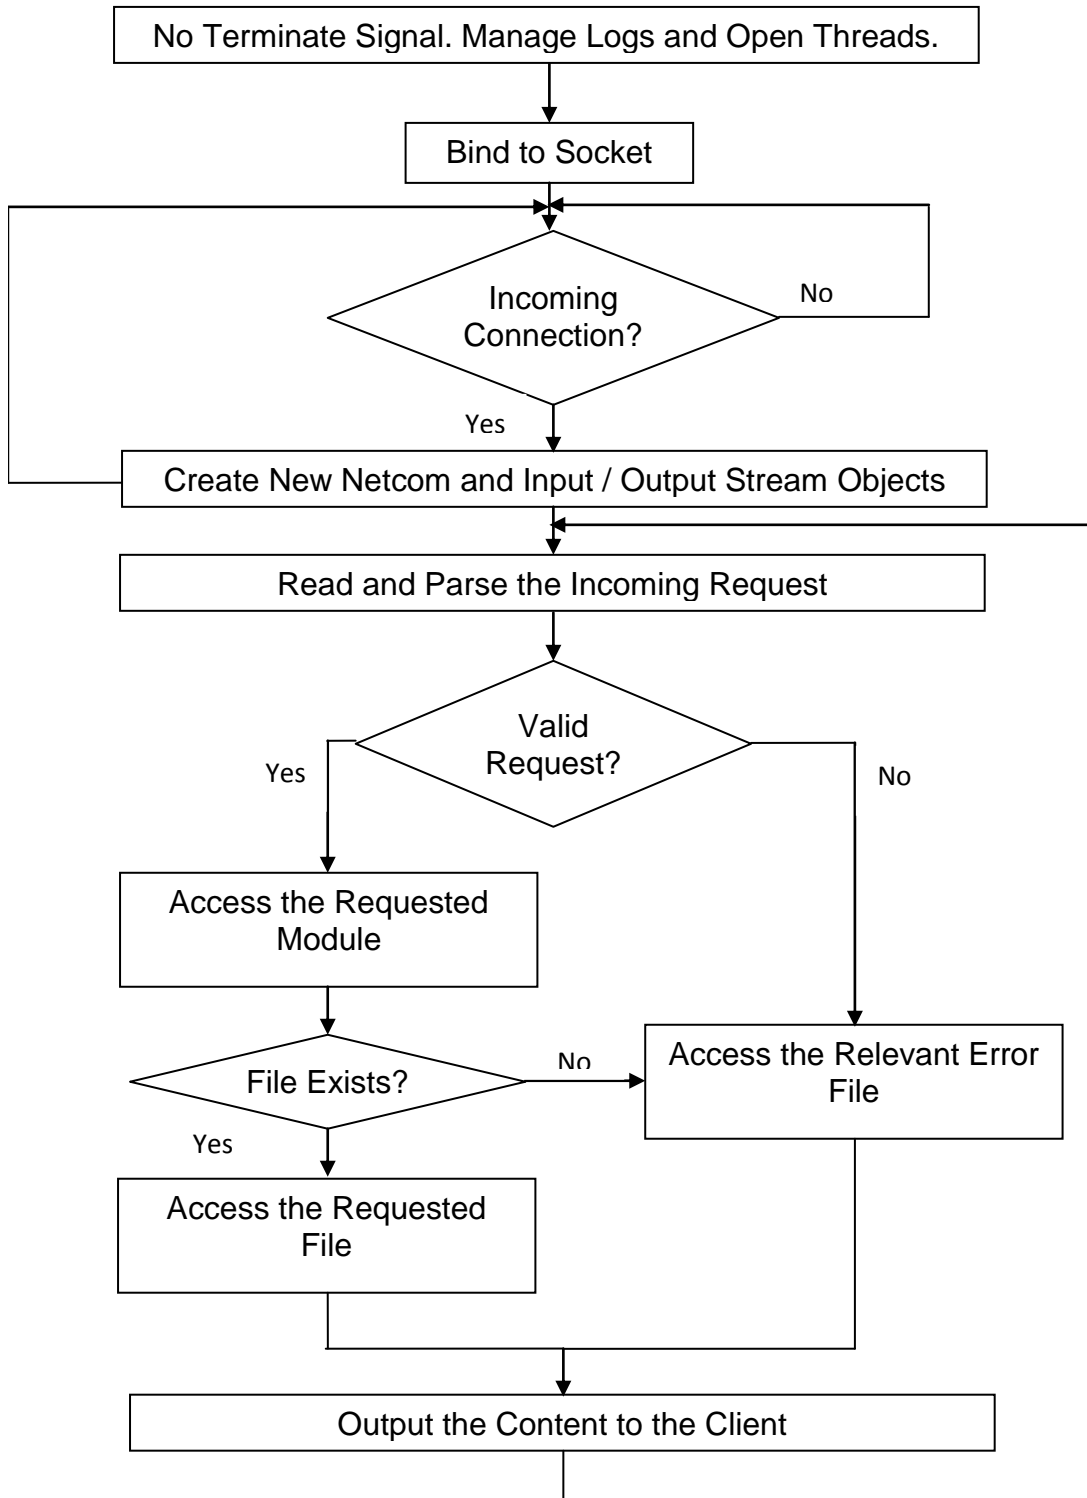 No Terminate Signal. Manage Logs and Open Threads.
Bind to Socket
Incoming
Connection?
No
Yes
Create New Netcom and Input / Output Stream Objects
Read and Parse the Incoming Request
Valid
Request?
Yes
No
Access the Requested
Module
File Exists?
No
Access the Relevant Error
File
Yes
Access the Requested
File
Output the Content to the Client